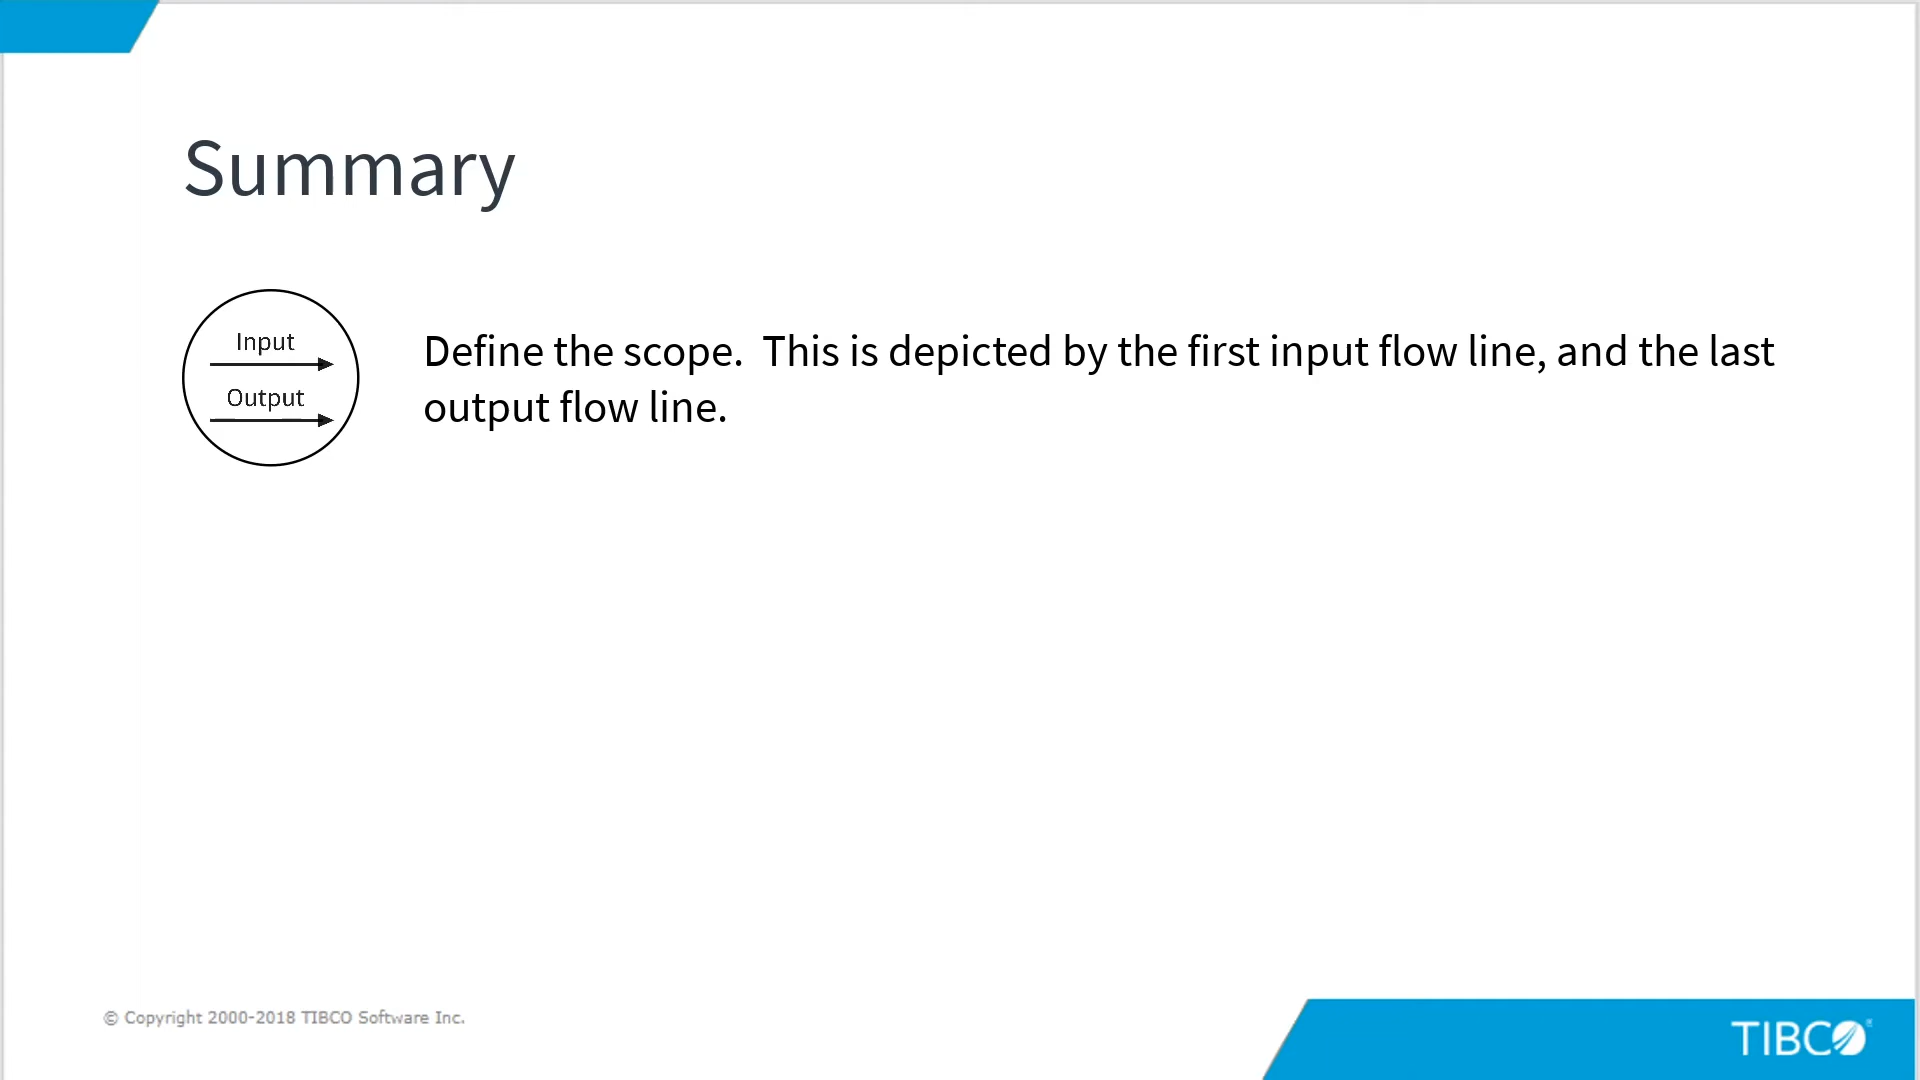 Summary
Input
Output
Define the scope.  This is depicted by the first input flow line, and the last
output flow line.
© Copyright 2000-2018 TIBCO Software Inc.
TIBCO®